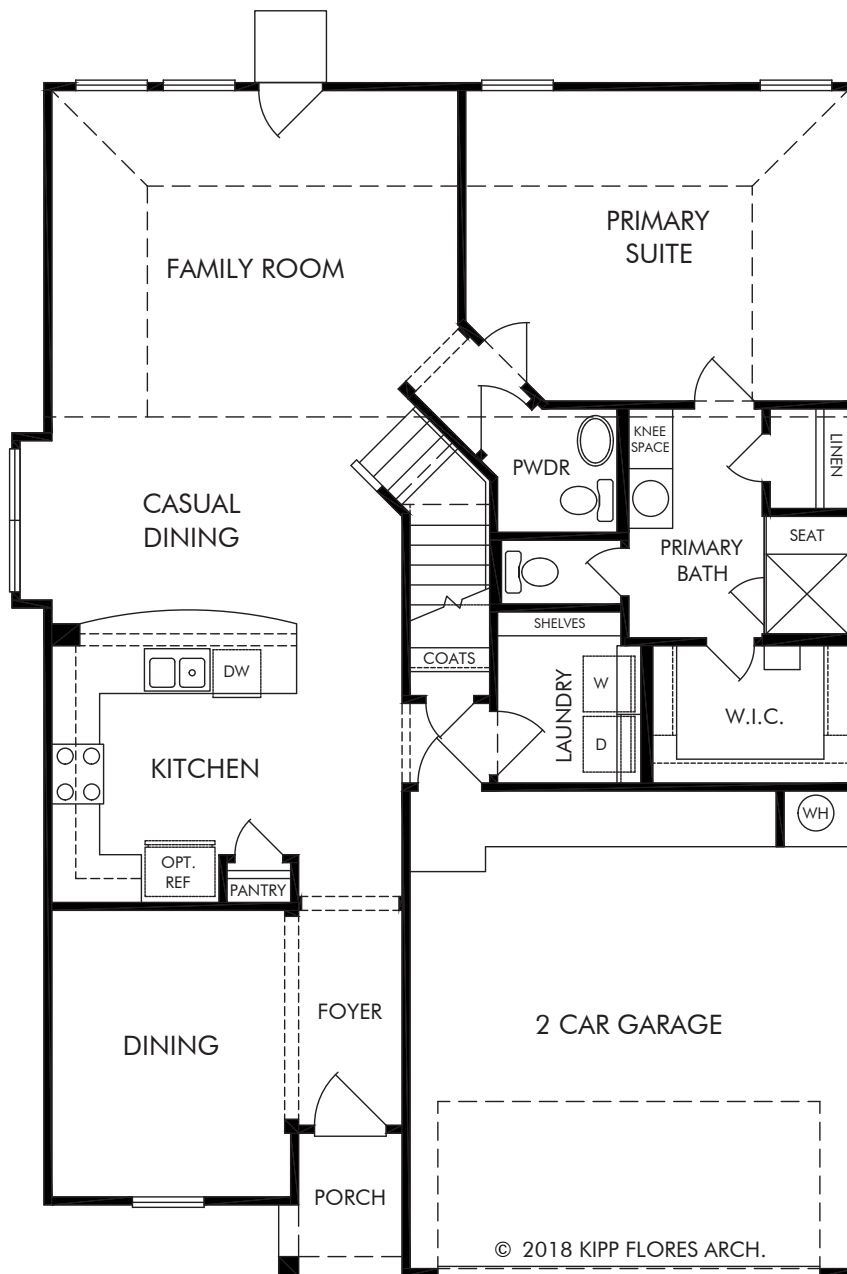 FAMILY ROOM
PRIMARY
SUITE
CASUAL
DINING
PWDR
KNEE
SPACE
LINEN
PRIMARY
BATH
SEAT
SHELVES
COATS
DW
LAUNDRY
W
D
W.I.C.
KITCHEN
WH
OPT.
REF
PANTRY
FOYER
DINING
2 CAR GARAGE
PORCH
© 2018 KIPP FLORES ARCH.